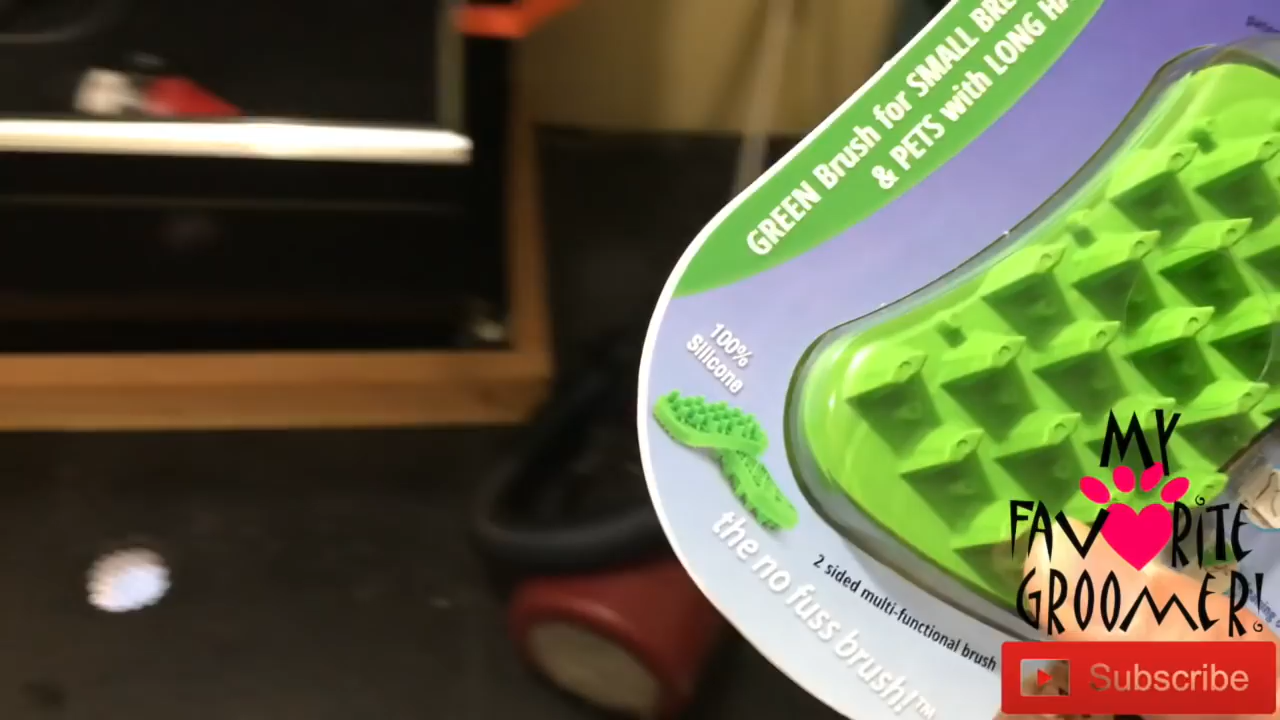 GREEN Brush for SMALL BRE
& PETS with LONG HA
100%
Silicone
the no fuss brush!™
2 sided multi-functional brush
MY
FAVORITE
GROOMER!
Subscribe